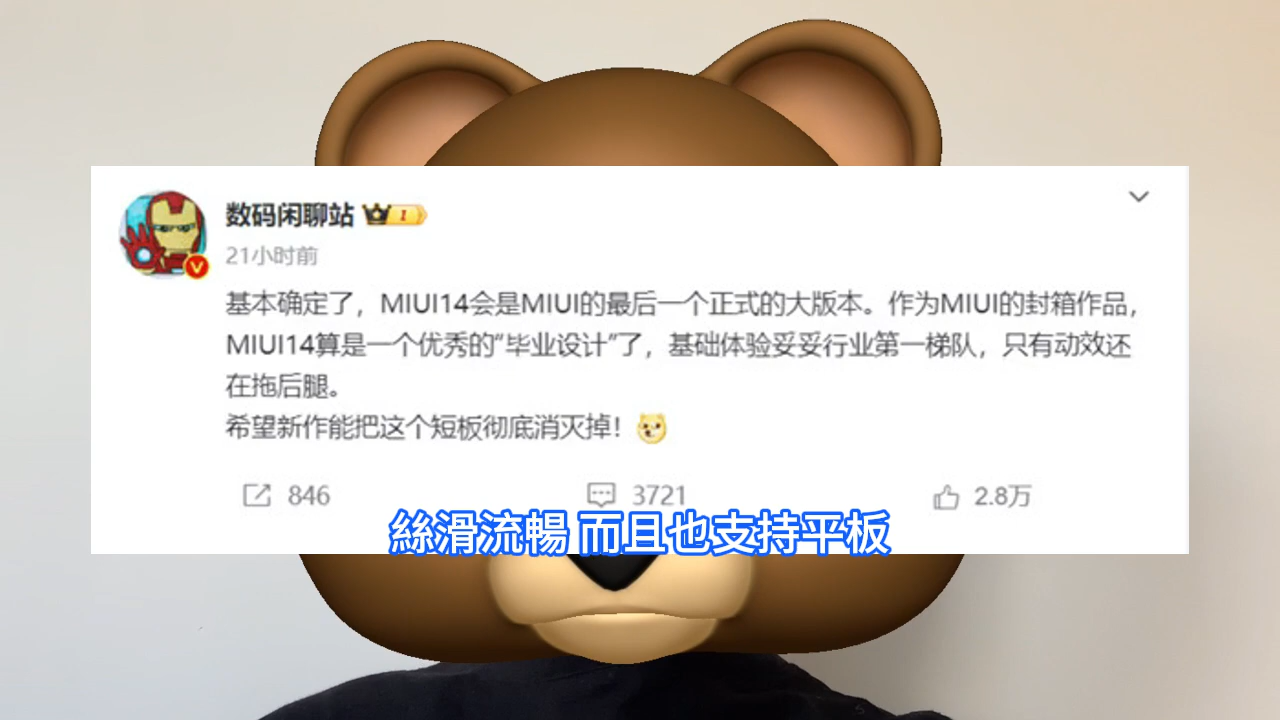 数码闲聊站
1
21小时前
基本确定了，MIUI14会是MIUI的最后一个正式的大版本。作为MIUI的封箱作品，
MIUI14算是一个优秀的“毕业设计”了，基础体验妥妥行业第一梯队，只有动效还
在拖后腿。
希望新作能把这个短板彻底消灭掉！
846
3721
2.8万
絲滑流暢 而且也支持平板